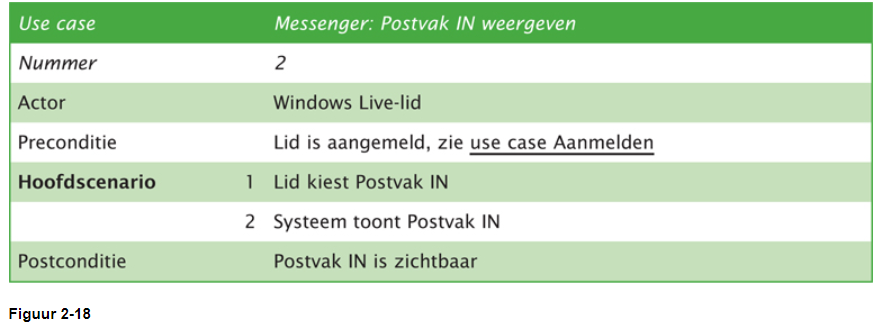 Use case Messenger: Postvak IN weergeven
Nummer 2
Actor Windows Live-lid
Preconditie Lid is aangemeld, zie use case Aanmelden
Hoofdscenario 1 Lid kiest Postvak IN
2 Systeem toont Postvak IN
Postconditie Postvak IN is zichtbaar
Figuur 2-18